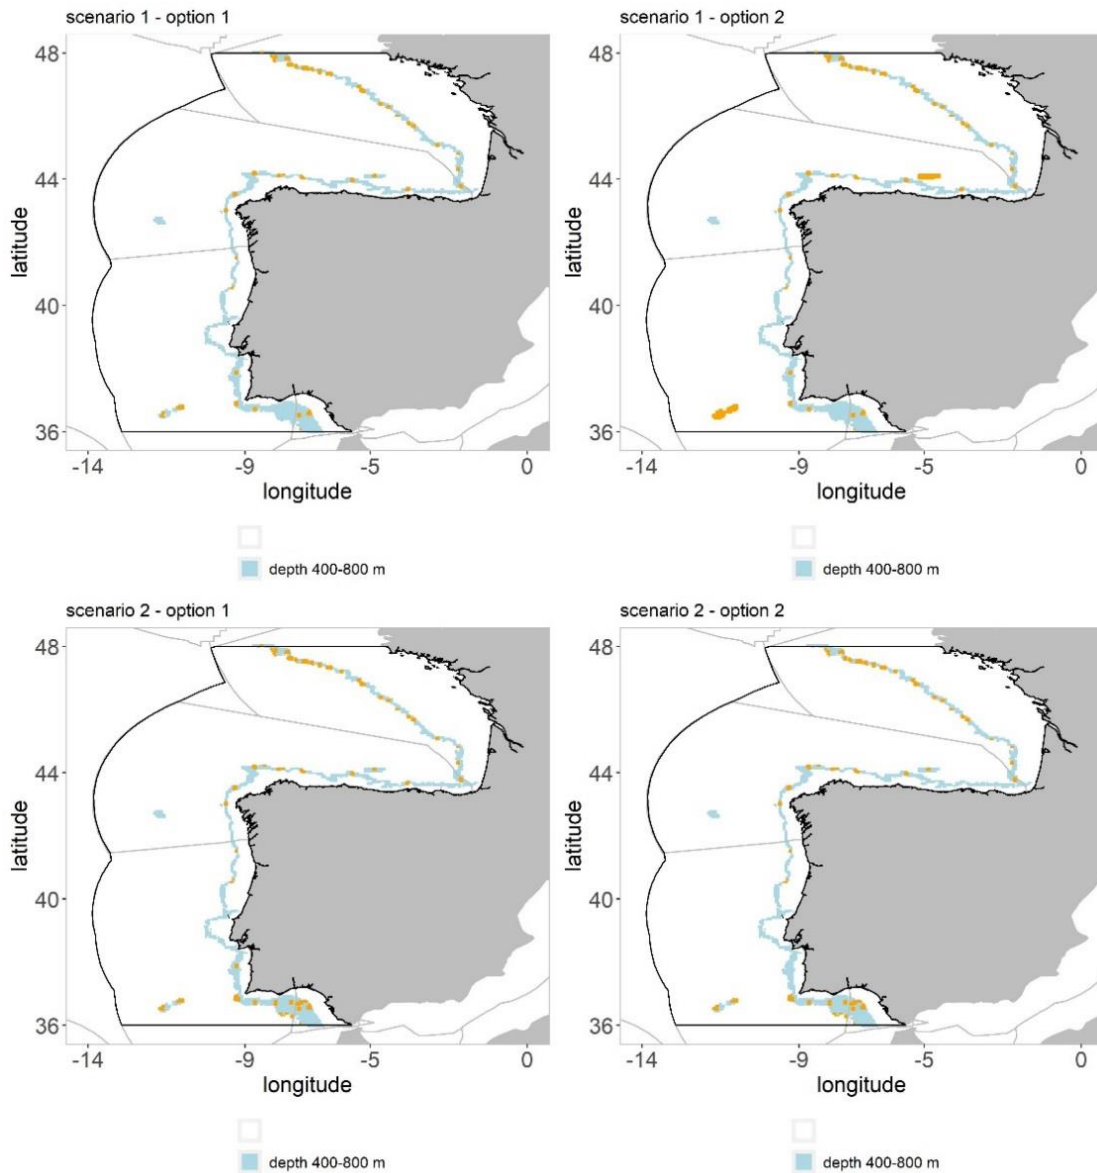 scenario 1 - option 1
scenario 1 - option 2
48
44
40
36
-14
-9
-5
0
longitude
latitude
depth 400-800 m
48
44
40
36
-14
-9
-5
0
longitude
latitude
depth 400-800 m
scenario 2 - option 1
scenario 2 - option 2
48
44
40
36
-14
-9
-5
0
longitude
latitude
depth 400-800 m
48
44
40
36
-14
-9
-5
0
longitude
latitude
depth 400-800 m